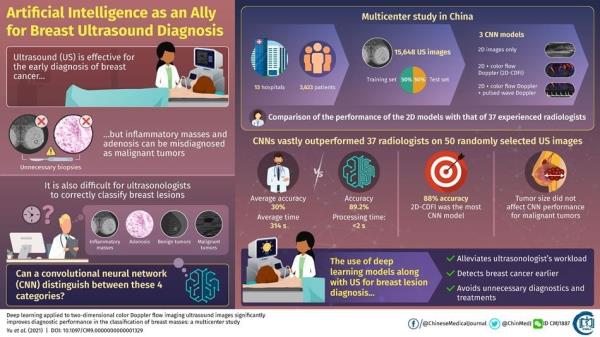 Artificial Intelligence as an Ally
for Breast Ultrasound Diagnosis
Ultrasound (US) is effective for
the early diagnosis of breast
cancer...
Unnecessary biopsies
...but inflammatory masses and
adenosis can be misdiagnosed
as malignant tumors
It is also difficult for ultrasonologists
to correctly classify breast lesions
?
Inflammatory
masses
Adenosis
Benign tumors
Malignant
tumors
Can a convolutional neural network
(CNN) distinguish between these 4
categories?
Multicenter study in China
13 hospitals
3,623 patients
15,648 US images
Training set
50%
50%
Test set
3 CNN models
2D images only
2D + color flow
Doppler (2D-CDFI)
2D + color flow Doppler
+ pulsed wave Doppler
Comparison of the performance of the 2D models with that of 37 experienced radiologists
CNNs vastly outperformed 37 radiologists on 50 randomly selected US images
VS
Average accuracy
30%
Average time
314 s
Accuracy
89.2%
Processing time:
<2 s
88% accuracy
2D-CDFI was the most
CNN model
Tumor size did not
affect CNN performance
for malignant tumors
The use of deep
learning models along
with US for breast lesion
diagnosis...
Alleviates ultrasonologist's workload
Detects breast cancer earlier
Avoids unnecessary diagnostics and
treatments
Deep learning applied to two-dimensional color Doppler flow imaging ultrasound images significantly
improves diagnostic performance in the classification of breast masses: a multicenter study
Yu et al. (2021) | DOI: 10.1097/CM9.0000000000001329
@ChineseMedicalJournal
@ChinMedJ
ID CMJ1887